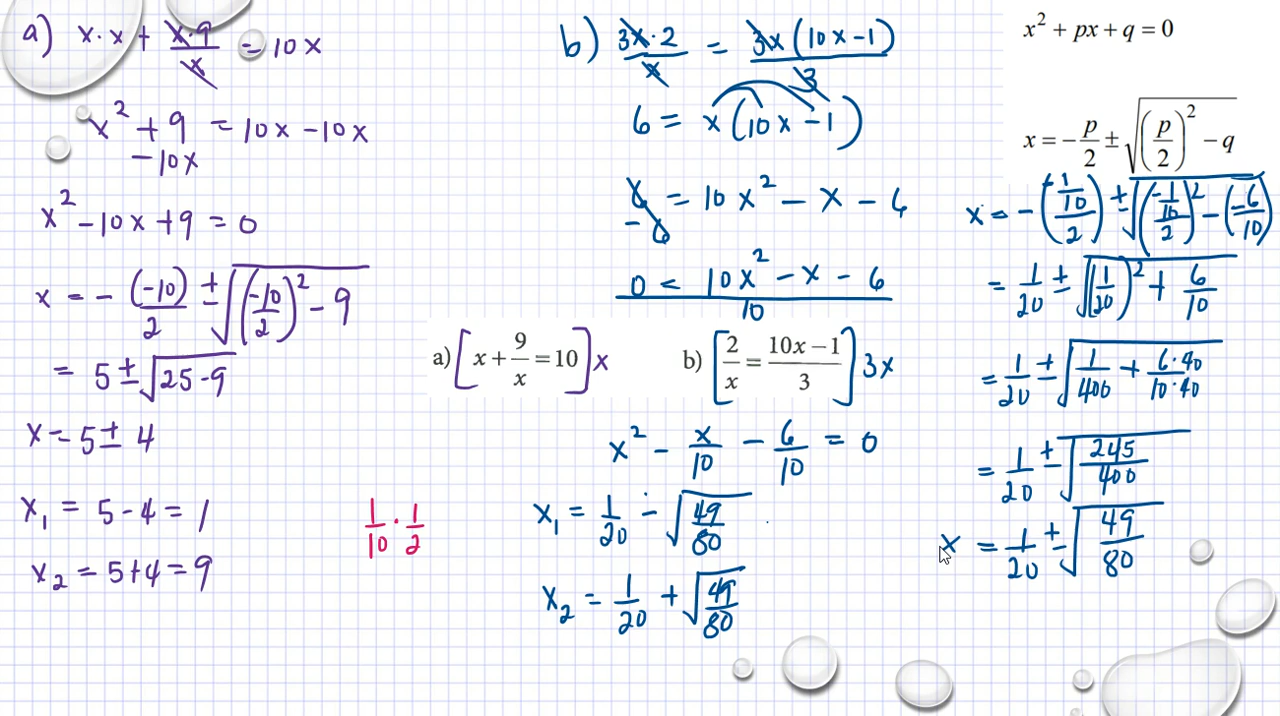 a) x · x + x·9/x = 10x
x² + 9 = 10x - 10x
-10x
x² - 10x + 9 = 0
x = - (-10)/2 ± √((-10/2)² - 9)
= 5 ± √(25-9)
x = 5 ± 4
x₁ = 5 - 4 = 1
x₂ = 5 + 4 = 9
1/10 · 1/2
b) 3x·2/x = 3x(10x-1)/3
6 = x(10x - 1)
6 = 10x² - x - 6
-6
0 = 10x² - x - 6
10
a) [x + 9/x = 10]x
b) [2/x = 10x-1/3]3x
x² - x/10 - 6/10 = 0
x₁ = 1/20 - √(49/80)
x₂ = 1/20 + √(49/80)
x² + px + q = 0
x = -p/2 ± √((p/2)² - q)
x = -(-1/10/2) ± √((-1/10/2)² - (-6/10))
= 1/20 ± √((1/20)² + 6/10)
= 1/20 ± √(1/400 + 6·40/10·40)
= 1/20 ± √(245/400)
x = 1/20 ± √(49/80)